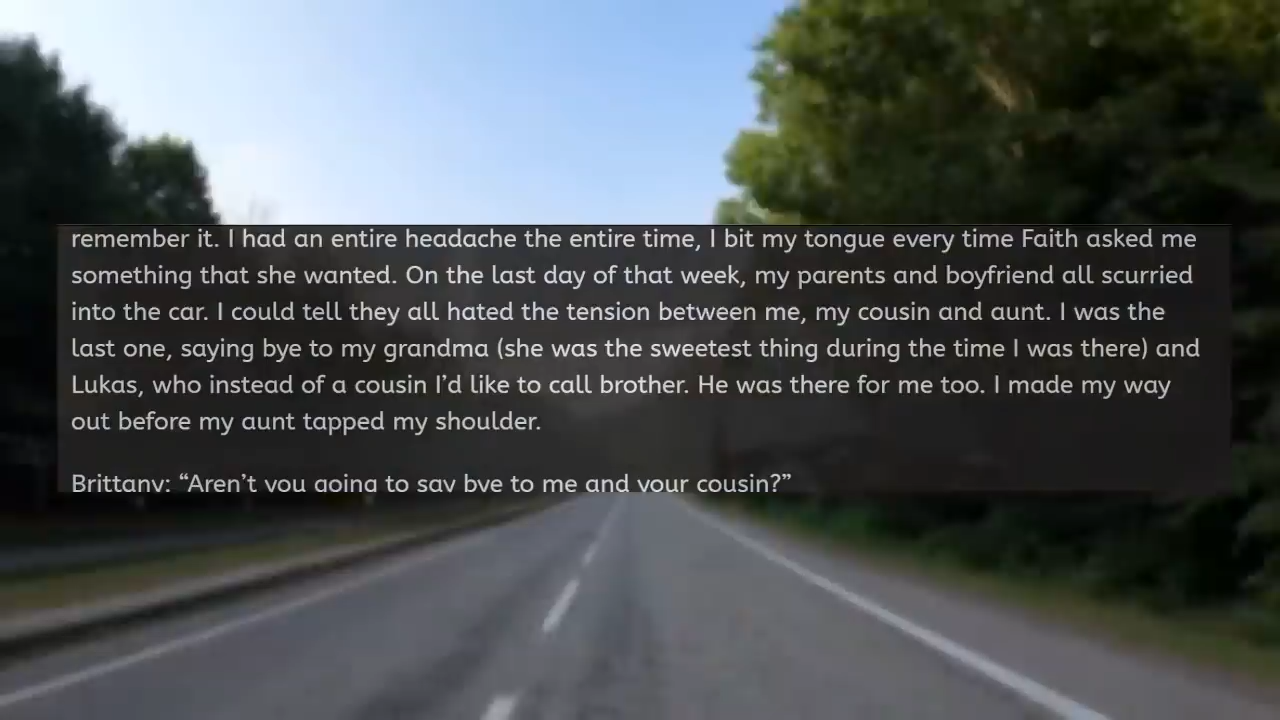 remember it. I had an entire headache the entire time, I bit my tongue every time Faith asked me
something that she wanted. On the last day of that week, my parents and boyfriend all scurried
into the car. I could tell they all hated the tension between me, my cousin and aunt. I was the
last one, saying bye to my grandma (she was the sweetest thing during the time I was there) and
Lukas, who instead of a cousin I’d like to call brother. He was there for me too. I made my way
out before my aunt tapped my shoulder.
Brittany: “Aren’t you going to say bye to me and your cousin?”